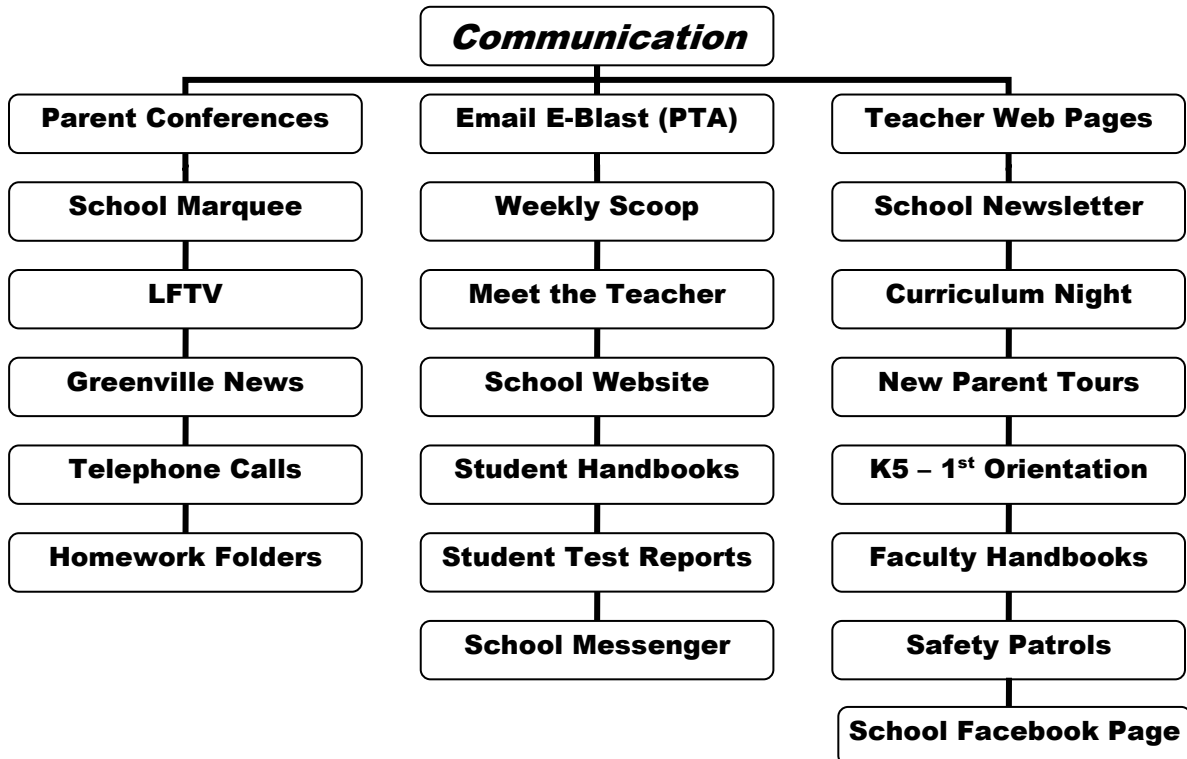 Communication
Parent Conferences
School Marquee
LFTV
Greenville News
Telephone Calls
Homework Folders
Email E-Blast (PTA)
Weekly Scoop
Meet the Teacher
School Website
Student Handbooks
Student Test Reports
School Messenger
Teacher Web Pages
School Newsletter
Curriculum Night
New Parent Tours
K5 – 1st Orientation
Faculty Handbooks
Safety Patrols
School Facebook Page